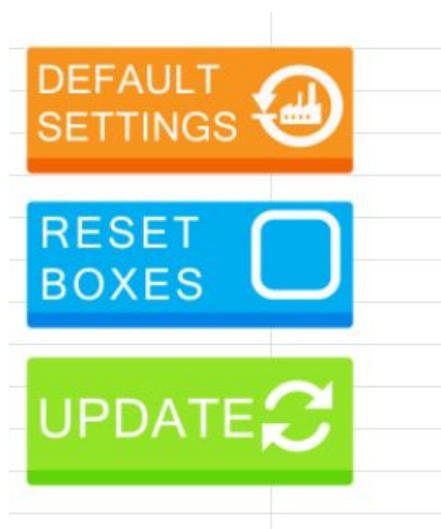 DEFAULT
SETTINGS
RESET
BOXES
UPDATE